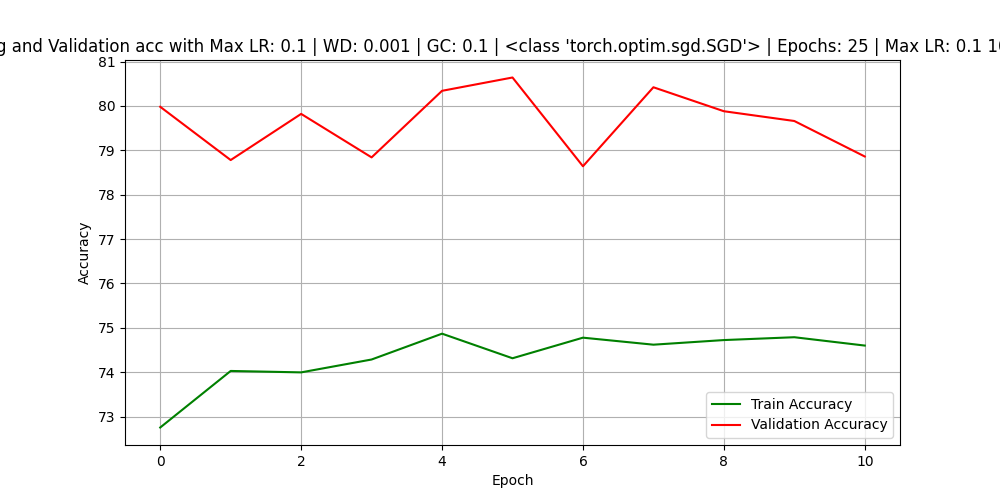 and Validation acc with Max LR: 0.1 | WD: 0.001 | GC: 0.1 | <class 'torch.optim.sgd.SGD'> | Epochs: 25 | Max LR: 0.1
81
80
79
78
77
76
75
74
73
Accuracy
Train Accuracy
Validation Accuracy
0 2 4 6 8 10
Epoch